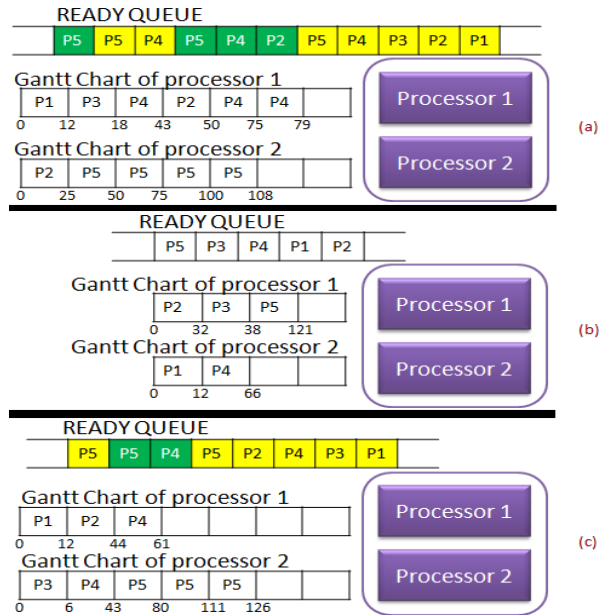 READY QUEUE
P5 P5 P4 P5 P4 P2 P5 P4 P3 P2 P1
Gantt Chart of processor 1
P1 P3 P4 P2 P4 P4
0 12 18 43 50 75 79
Gantt Chart of processor 2
P2 P5 P5 P5 P5
0 25 50 75 100 108
Processor 1
Processor 2
(a)
READY QUEUE
P5 P3 P4 P1 P2
Gantt Chart of processor 1
P2 P3 P5
0 32 38 121
Gantt Chart of processor 2
P1 P4
0 12 66
Processor 1
Processor 2
(b)
READY QUEUE
P5 P5 P4 P5 P2 P4 P3 P1
Gantt Chart of processor 1
P1 P2 P4
0 12 44 61
Gantt Chart of processor 2
P3 P4 P5 P5 P5
0 6 43 80 111 126
Processor 1
Processor 2
(c)